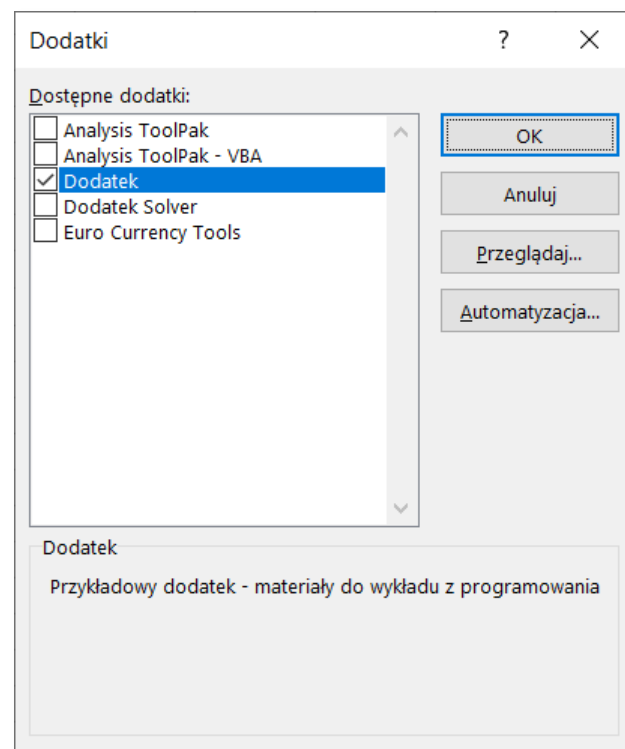 Dodatki
Dostępne dodatki:
Analysis ToolPak
Analysis ToolPak - VBA
Dodatek
Dodatek Solver
Euro Currency Tools
OK
Anuluj
Przeglądaj...
Automatyzacja...
Dodatek
Przykładowy dodatek - materiały do wykładu z programowania